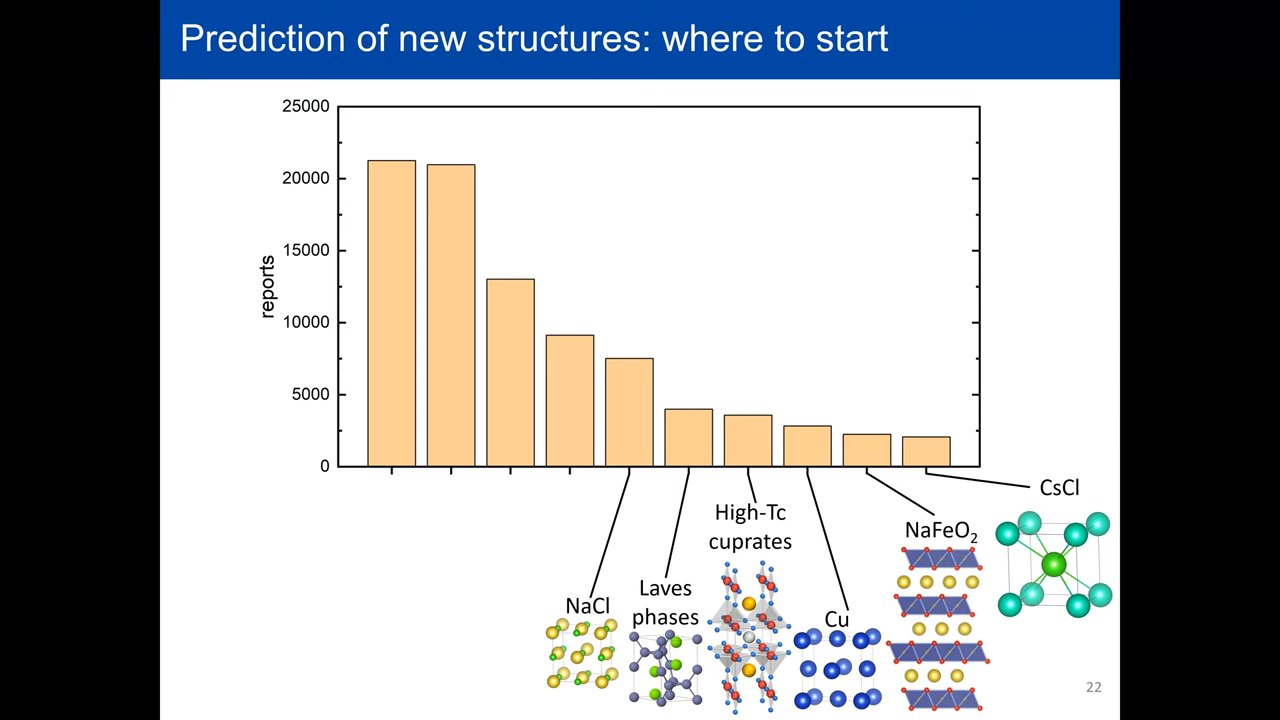 Prediction of new structures: where to start
25000
20000
15000
10000
5000
0
reports
CsCl
High-Tc
cuprates
NaFeO₂
Laves
phases
NaCl
Cu
22